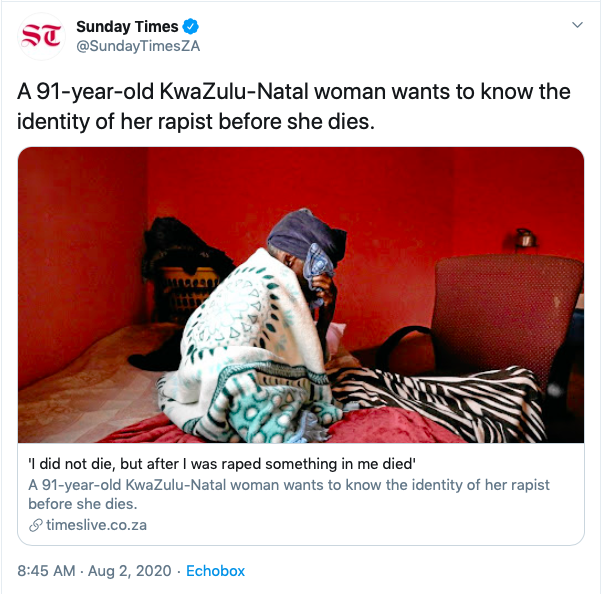 ST
Sunday Times
@SundayTimesZA
A 91-year-old KwaZulu-Natal woman wants to know the
identity of her rapist before she dies.
'I did not die, but after I was raped something in me died'
A 91-year-old KwaZulu-Natal woman wants to know the identity of her rapist
before she dies.
timeslive.co.za
8:45 AM · Aug 2, 2020 · Echobox